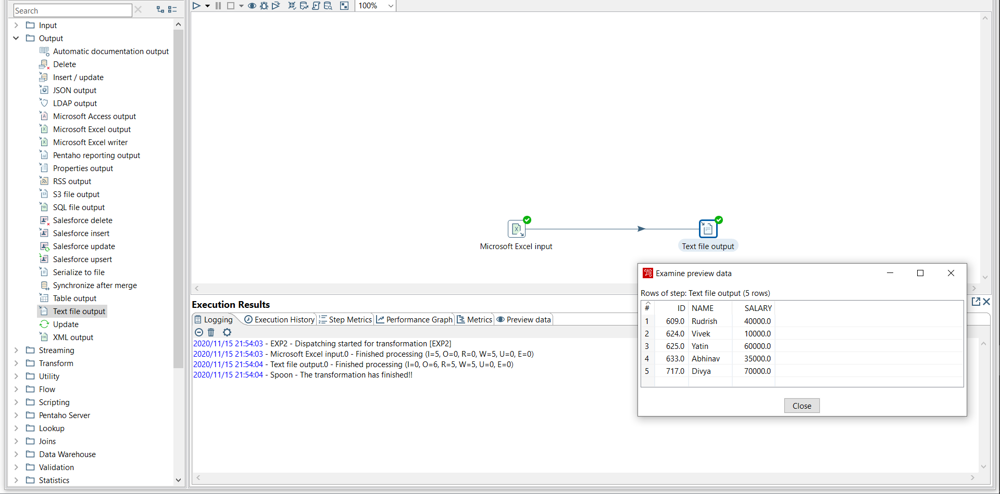 Search
100%
Input
Output
Automatic documentation output
Delete
Insert / update
JSON output
LDAP output
Microsoft Access output
Microsoft Excel output
Microsoft Excel writer
Pentaho reporting output
Properties output
RSS output
S3 file output
SQL file output
Salesforce delete
Salesforce insert
Salesforce update
Salesforce upsert
Serialize to file
Synchronize after merge
Table output
Text file output
Update
XML output
Streaming
Transform
Utility
Flow
Scripting
Pentaho Server
Lookup
Joins
Data Warehouse
Validation
Statistics
Microsoft Excel input
Text file output
Execution Results
Logging Execution History Step Metrics Performance Graph Metrics Preview data
2020/11/15 21:54:03 - EXP2 - Dispatching started for transformation [EXP2]
2020/11/15 21:54:03 - Microsoft Excel input.0 - Finished processing (I=5, O=0, R=0, W=5, U=0, E=0)
2020/11/15 21:54:04 - Text file output.0 - Finished processing (I=0, O=6, R=5, W=5, U=0, E=0)
2020/11/15 21:54:04 - Spoon - The transformation has finished!!
Examine preview data
Rows of step: Text file output (5 rows)
# ID NAME SALARY
1 609.0 Rudrish 40000.0
2 624.0 Vivek 10000.0
3 625.0 Yatin 60000.0
4 633.0 Abhinav 35000.0
5 717.0 Divya 70000.0
Close